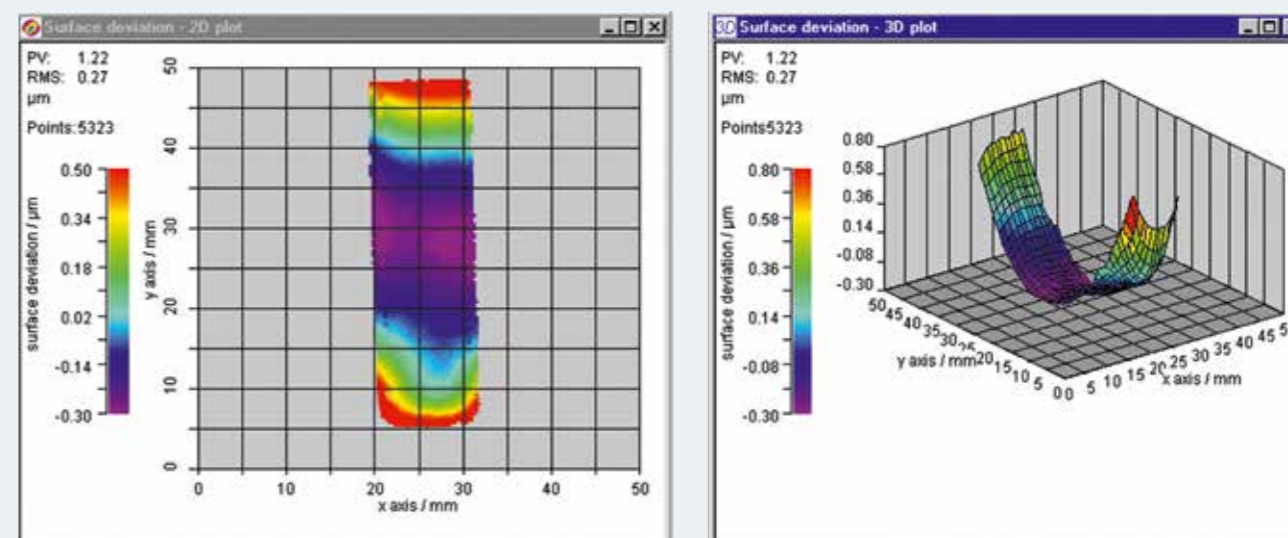 Surface deviation - 2D plot
PV: 1.22
RMS: 0.27
µm
Points: 5323
0.50
0.34
0.18
0.02
-0.14
-0.30
surface deviation / µm
50
40
30
20
10
0
y axis / mm
0 10 20 30 40 50
x axis / mm
3D Surface deviation - 3D plot
PV: 1.22
RMS: 0.27
µm
Points5323
0.80
0.58
0.36
0.14
-0.08
-0.30
surface deviation / µm
0.80
0.58
0.36
0.14
-0.08
-0.30
50 45 40 35 30 25 20 15 10 5 0
y axis / mm
0 5 10 15 20 25 30 35 40 45
x axis / mm